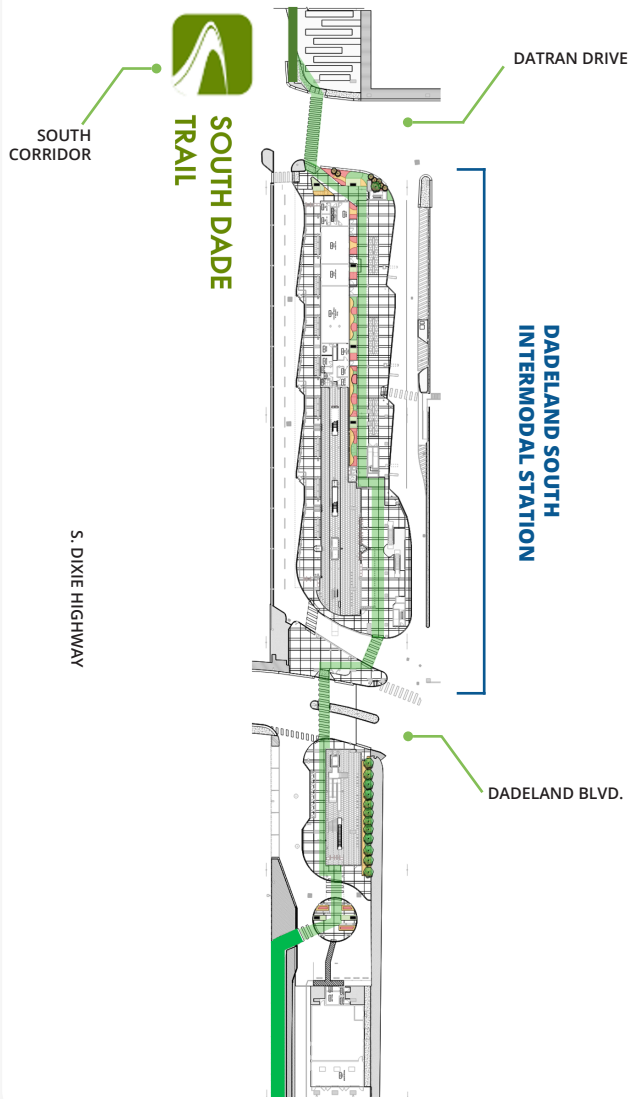 DATRAN DRIVE
SOUTH
CORRIDOR
SOUTH DADE
TRAIL
DADELAND SOUTH
INTERMODAL STATION
S. DIXIE HIGHWAY
DADELAND BLVD.